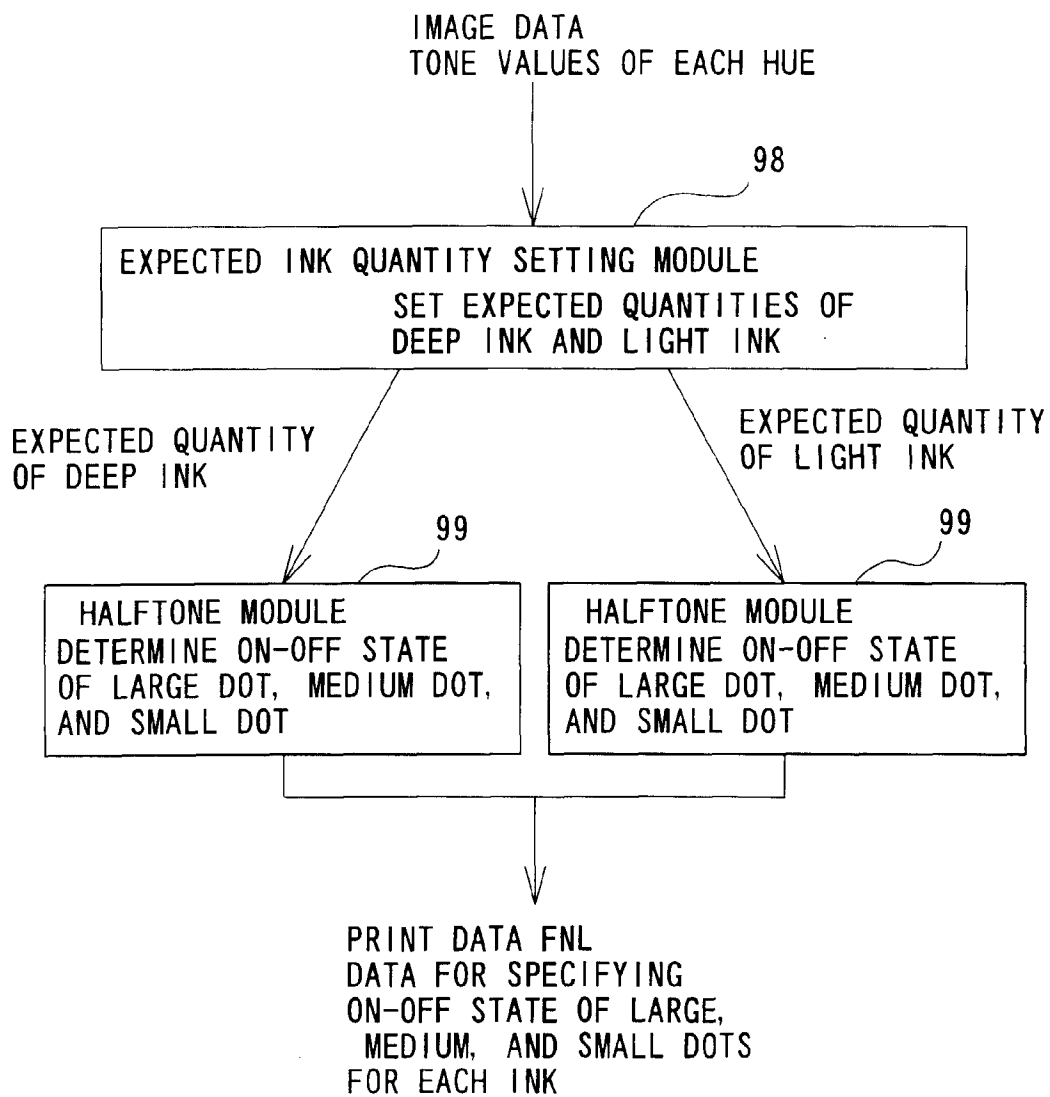 IMAGE DATA
TONE VALUES OF EACH HUE
98
EXPECTED INK QUANTITY SETTING MODULE
SET EXPECTED QUANTITIES OF
DEEP INK AND LIGHT INK
EXPECTED QUANTITY
OF DEEP INK
EXPECTED QUANTITY
OF LIGHT INK
99
HALFTONE MODULE
DETERMINE ON-OFF STATE
OF LARGE DOT, MEDIUM DOT,
AND SMALL DOT
99
HALFTONE MODULE
DETERMINE ON-OFF STATE
OF LARGE DOT, MEDIUM DOT,
AND SMALL DOT
PRINT DATA FNL
DATA FOR SPECIFYING
ON-OFF STATE OF LARGE,
MEDIUM, AND SMALL DOTS
FOR EACH INK